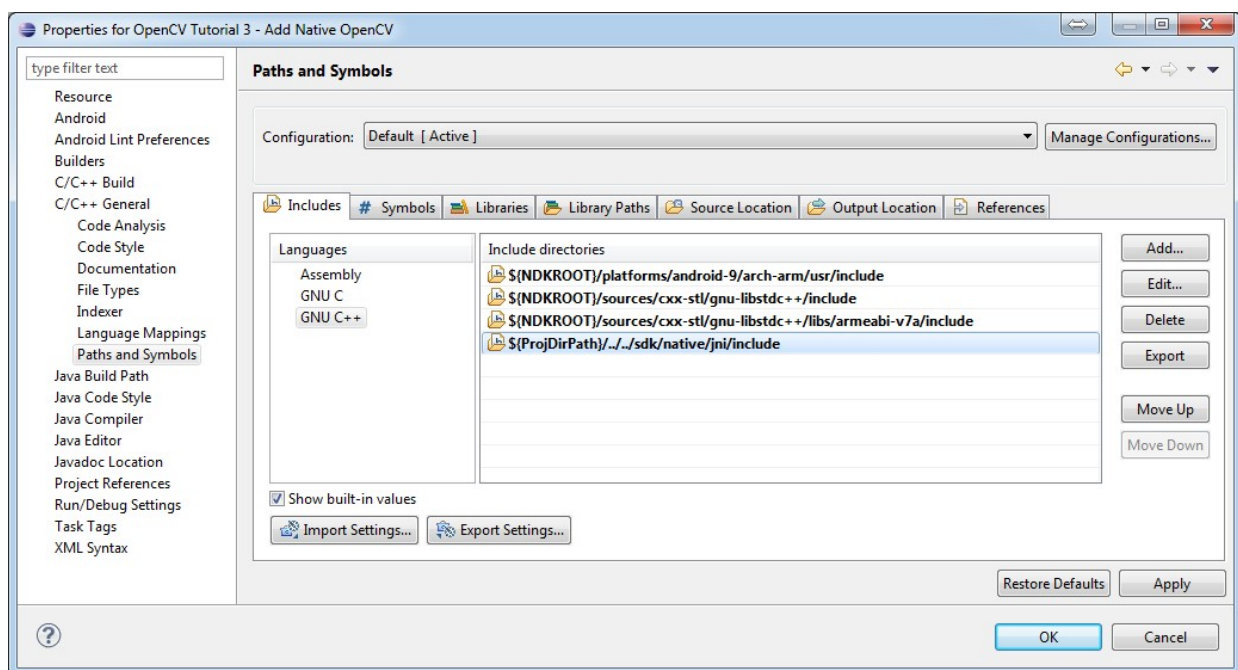 Properties for OpenCV Tutorial 3 - Add Native OpenCV
type filter text
Resource
Android
Android Lint Preferences
Builders
C/C++ Build
C/C++ General
Code Analysis
Code Style
Documentation
File Types
Indexer
Language Mappings
Paths and Symbols
Java Build Path
Java Code Style
Java Compiler
Java Editor
Javadoc Location
Project References
Run/Debug Settings
Task Tags
XML Syntax
Paths and Symbols
Configuration: Default [ Active ] Manage Configurations...
Includes # Symbols Libraries Library Paths Source Location Output Location References
Languages
Assembly
GNU C
GNU C++
Include directories
${NDKROOT}/platforms/android-9/arch-arm/usr/include
${NDKROOT}/sources/cxx-stl/gnu-libstdc++/include
${NDKROOT}/sources/cxx-stl/gnu-libstdc++/libs/armeabi-v7a/include
${ProjDirPath}/../../sdk/native/jni/include
Add...
Edit...
Delete
Export
Move Up
Move Down
Show built-in values
Import Settings... Export Settings...
Restore Defaults Apply
? OK Cancel